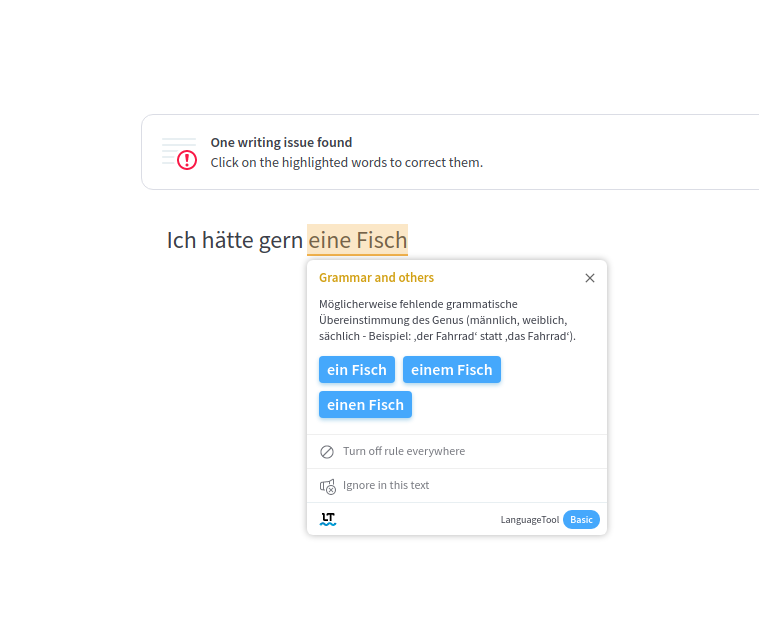 One writing issue found
Click on the highlighted words to correct them.
Ich hätte gern eine Fisch
Grammar and others
Möglicherweise fehlende grammatische
Übereinstimmung des Genus (männlich, weiblich,
sächlich - Beispiel: ‚der Fahrrad‘ statt ‚das Fahrrad‘).
ein Fisch einem Fisch
einen Fisch
Turn off rule everywhere
Ignore in this text
LT LanguageTool Basic